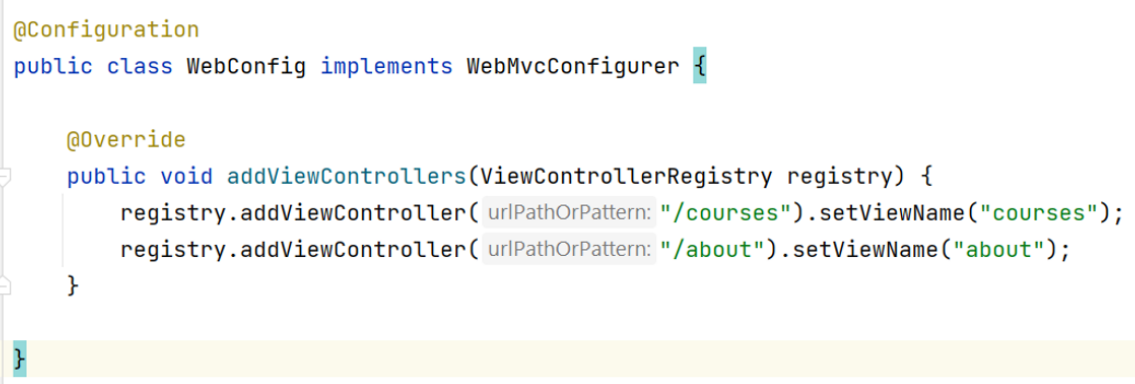 @Configuration
public class WebConfig implements WebMvcConfigurer {
@Override
public void addViewControllers(ViewControllerRegistry registry) {
registry.addViewController( urlPathOrPattern: "/courses").setViewName("courses");
registry.addViewController( urlPathOrPattern: "/about").setViewName("about");
}
}